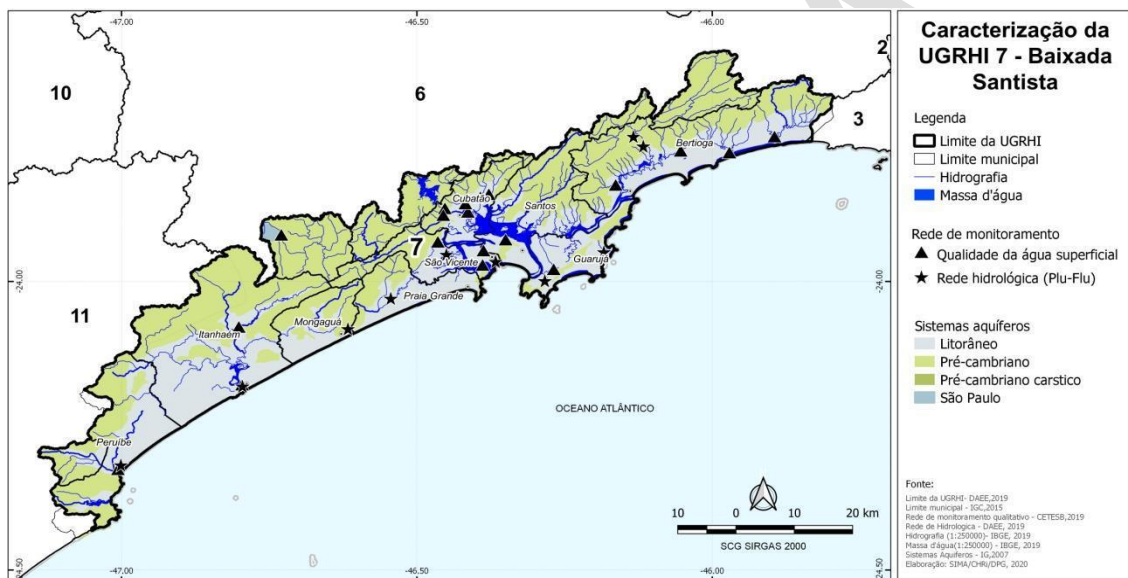 -47.00
-46.50
-46.00
Caracterização da
UGRHI 7 - Baixada
Santista
2
10
6
3
Legenda
Limite da UGRHI
Limite municipal
Hidrografia
Massa d'água
Bertioga
Cubatão
Santos
Rede de monitoramento
Qualidade da água superficial
Rede hidrológica (Plu-Flu)
7
São Vicente
Guarujá
-24.00
-24.00
Praia Grande
11
Mongaguá
Itanhaém
Sistemas aquíferos
Litorâneo
Pré-cambriano
Pré-cambriano carstico
São Paulo
OCEANO ATLÂNTICO
Peruíbe
Fonte:
Limite da UGRHI- DAEE,2019
Limite municipal - IGC,2015
Rede de monitoramento qualitativo - CETESB,2019
Rede de Hidrologica - DAEE, 2019
Hidrografia (1:250000)- IBGE, 2019
Massa d'água(1:250000) - IBGE, 2019
Sistemas Aquiferos - IG,2007
Elaboração: SIMA/CHRi/DPG, 2020
10 0 10 20 km
SCG SIRGAS 2000
-24.50
-24.50
-47.00
-46.50
-46.00